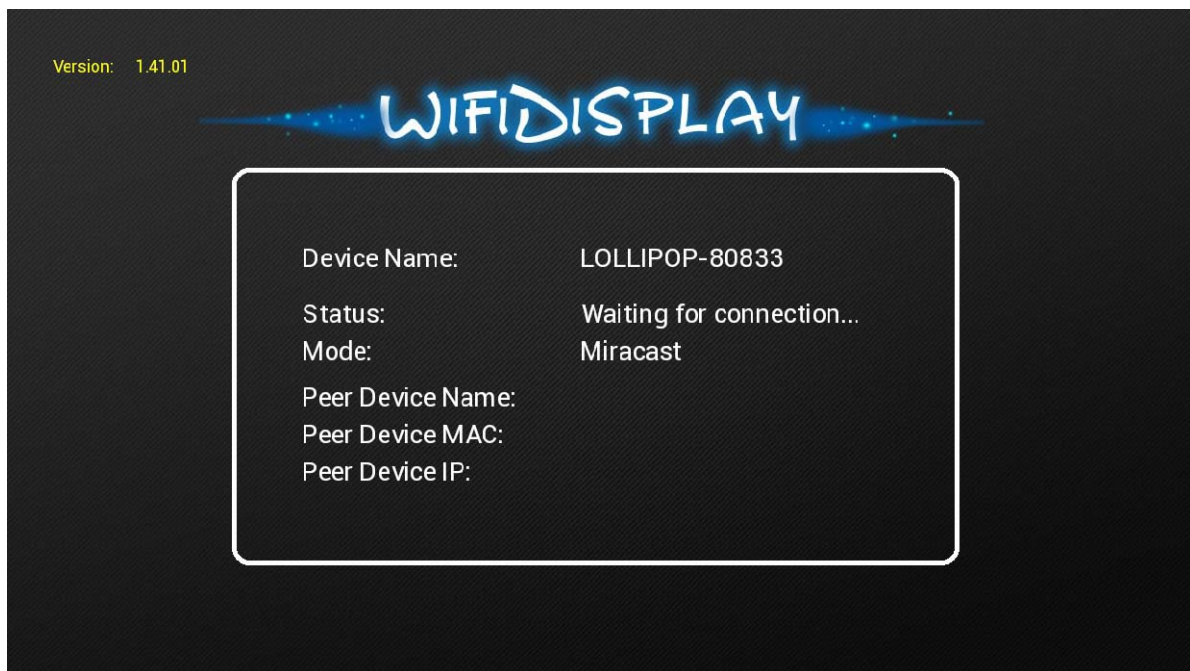 Version: 1.41.01
WIFIDISPLAY
Device Name: LOLLIPOP-80833
Status: Waiting for connection...
Mode: Miracast
Peer Device Name:
Peer Device MAC:
Peer Device IP: